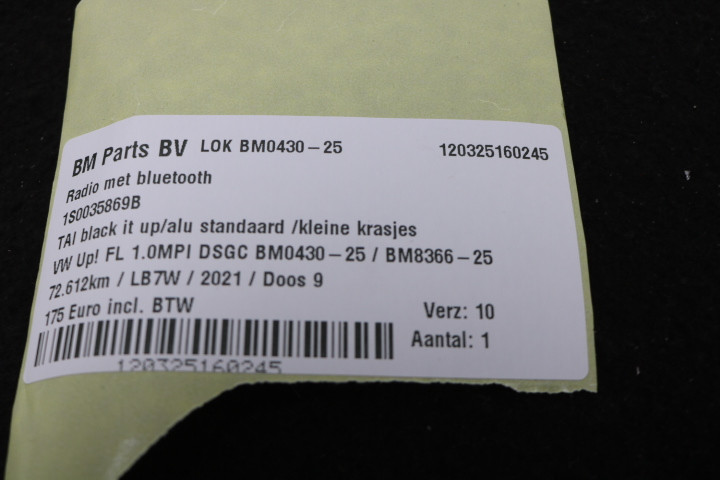 BM Parts BV LOK BM0430-25 120325160245
Radio met bluetooth
1S0035869B
TAI black it up/alu standaard /kleine krasjes
VW Up! FL 1.0MPI DSGC BM0430-25 / BM8366-25
72.612km / LB7W / 2021 / Doos 9
175 Euro incl. BTW Verz: 10
Aantal: 1
120325160245